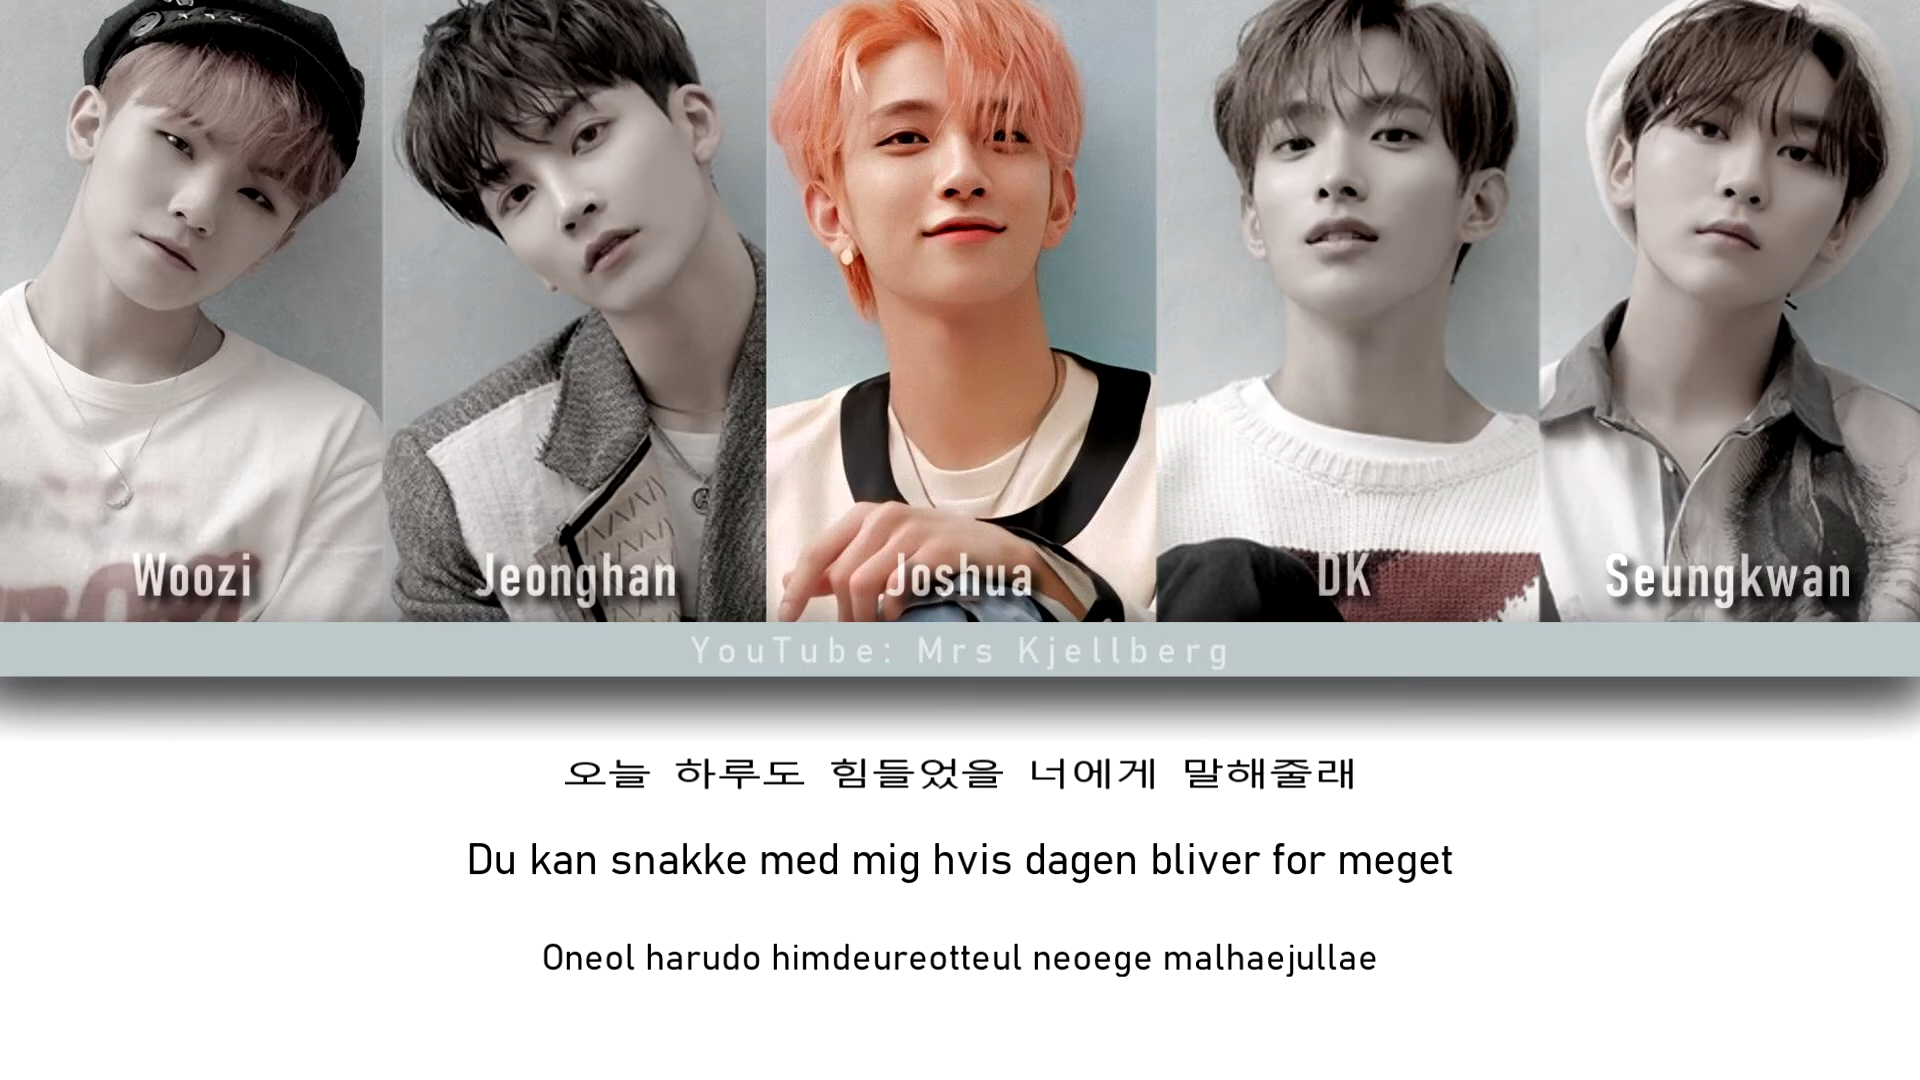 Woozi
Jeonghan
Joshua
DK
Seungkwan
YouTube: Mrs Kjellberg
오늘 하루도 힘들었을 너에게 말해줄래
Du kan snakke med mig hvis dagen bliver for meget
Oneol harudo himdeureotteul neoege malhaejullae